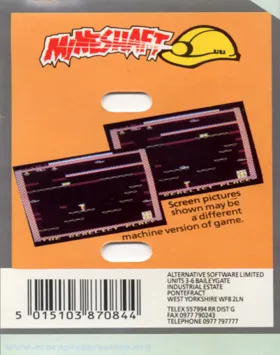 MINESHAFT
Screen pictures
shown may be
a different
machine version of game.
ALTERNATIVE SOFTWARE LIMITED
UNITS 3-6 BAILEYGATE
INDUSTRIAL ESTATE
PONTEFRACT
WEST YORKSHIRE WF8 2LN
TELEX 557994 RR DIST G
FAX 0977 790243
TELEPHONE 0977 797777
5 015103 870844